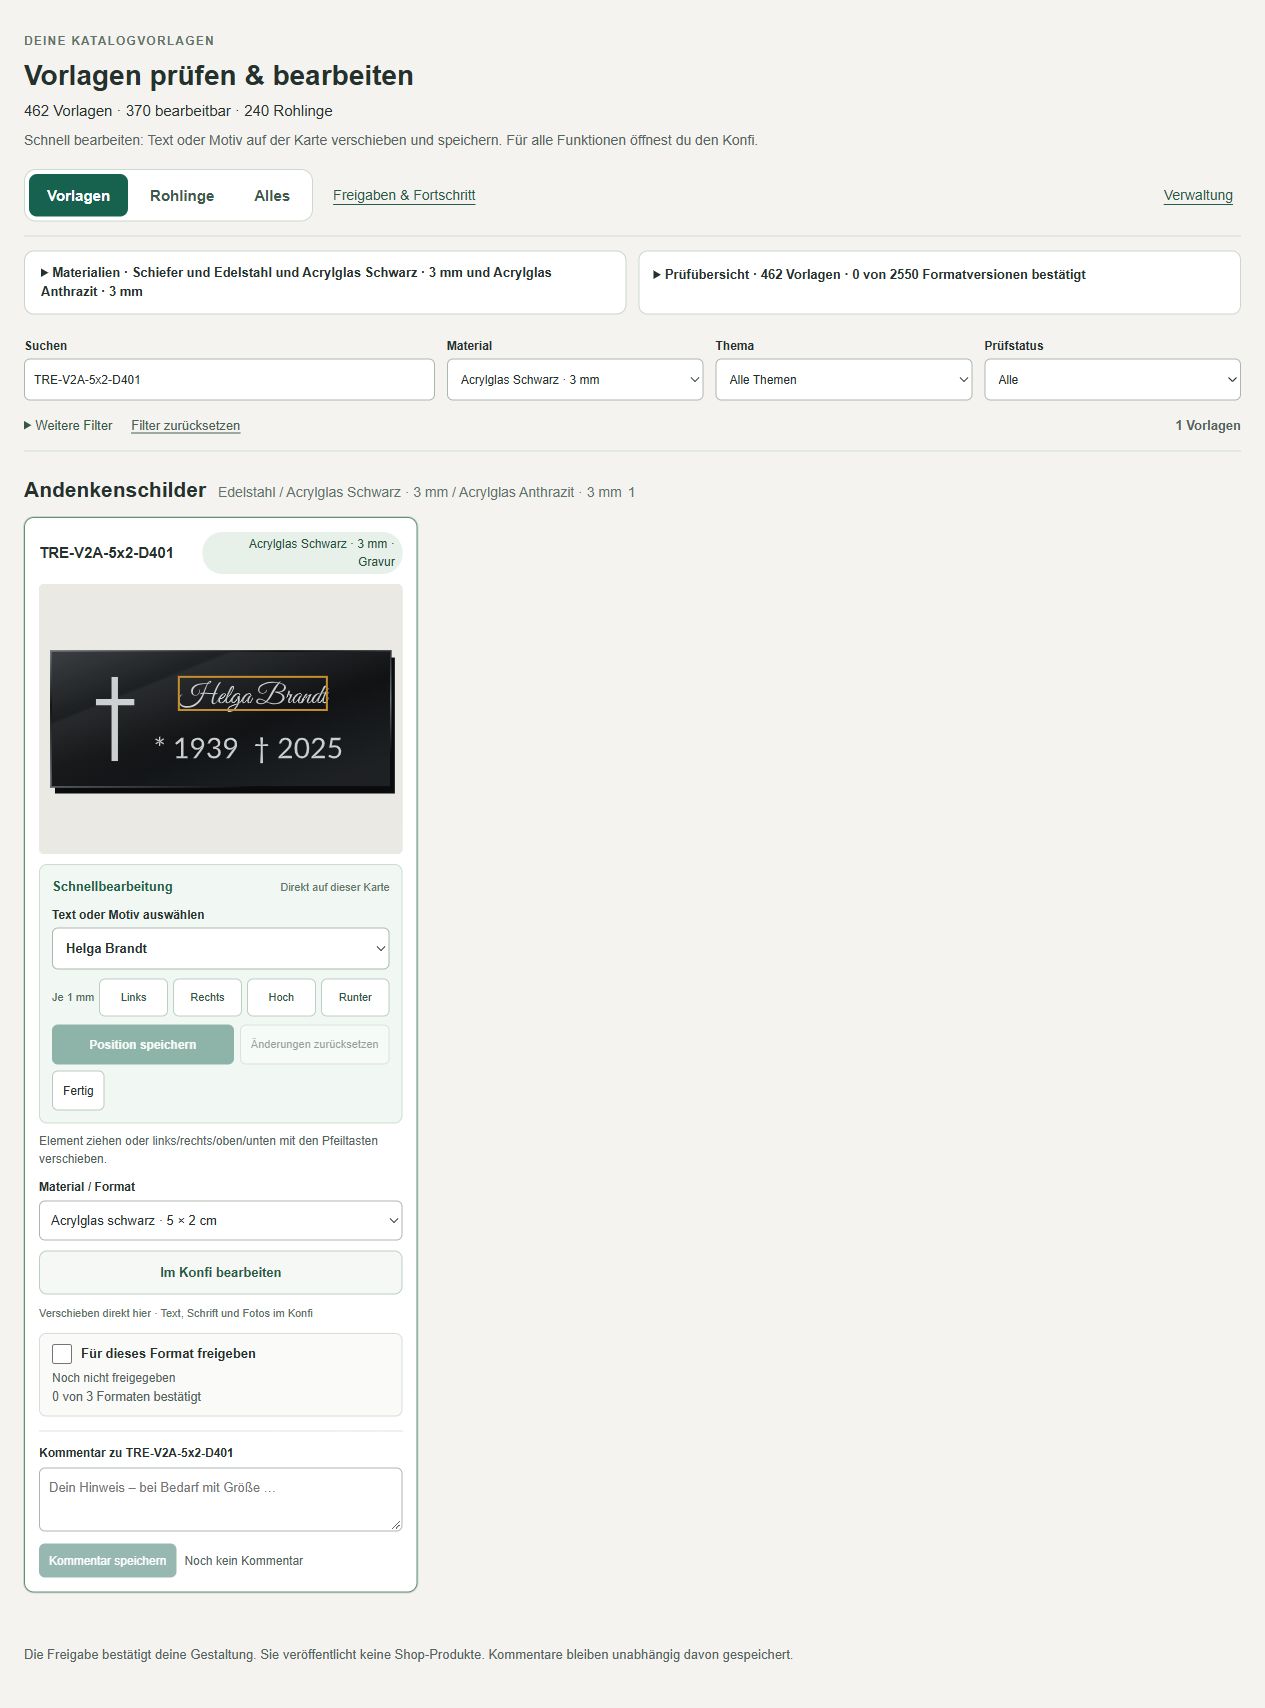 DEINE KATALOGVORLAGEN
Vorlagen prüfen & bearbeiten
462 Vorlagen · 370 bearbeitbar · 240 Rohlinge
Schnell bearbeiten: Text oder Motiv auf der Karte verschieben und speichern. Für alle Funktionen öffnest du den Konfi.
Vorlagen Rohlinge Alles Freigaben & Fortschritt Verwaltung
Materialien · Schiefer und Edelstahl und Acrylglas Schwarz · 3 mm und Acrylglas
Anthrazit · 3 mm
Prüfübersicht · 462 Vorlagen · 0 von 2550 Formatversionen bestätigt
Suchen Material Thema Prüfstatus
TRE-V2A-5x2-D401 Acrylglas Schwarz · 3 mm Alle Themen Alle
Weitere Filter Filter zurücksetzen 1 Vorlagen
Andenkenschilder Edelstahl / Acrylglas Schwarz · 3 mm / Acrylglas Anthrazit · 3 mm 1
TRE-V2A-5x2-D401
Acrylglas Schwarz · 3 mm ·
Gravur
Helga Brandt
* 1939 † 2025
Schnellbearbeitung Direkt auf dieser Karte
Text oder Motiv auswählen
Helga Brandt
Je 1 mm Links Rechts Hoch Runter
Position speichern Änderungen zurücksetzen
Fertig
Element ziehen oder links/rechts/oben/unten mit den Pfeiltasten
verschieben.
Material / Format
Acrylglas schwarz · 5 × 2 cm
Im Konfi bearbeiten
Verschieben direkt hier · Text, Schrift und Fotos im Konfi
Für dieses Format freigeben
Noch nicht freigegeben
0 von 3 Formaten bestätigt
Kommentar zu TRE-V2A-5x2-D401
Dein Hinweis – bei Bedarf mit Größe …
Kommentar speichern Noch kein Kommentar
Die Freigabe bestätigt deine Gestaltung. Sie veröffentlicht keine Shop-Produkte. Kommentare bleiben unabhängig davon gespeichert.